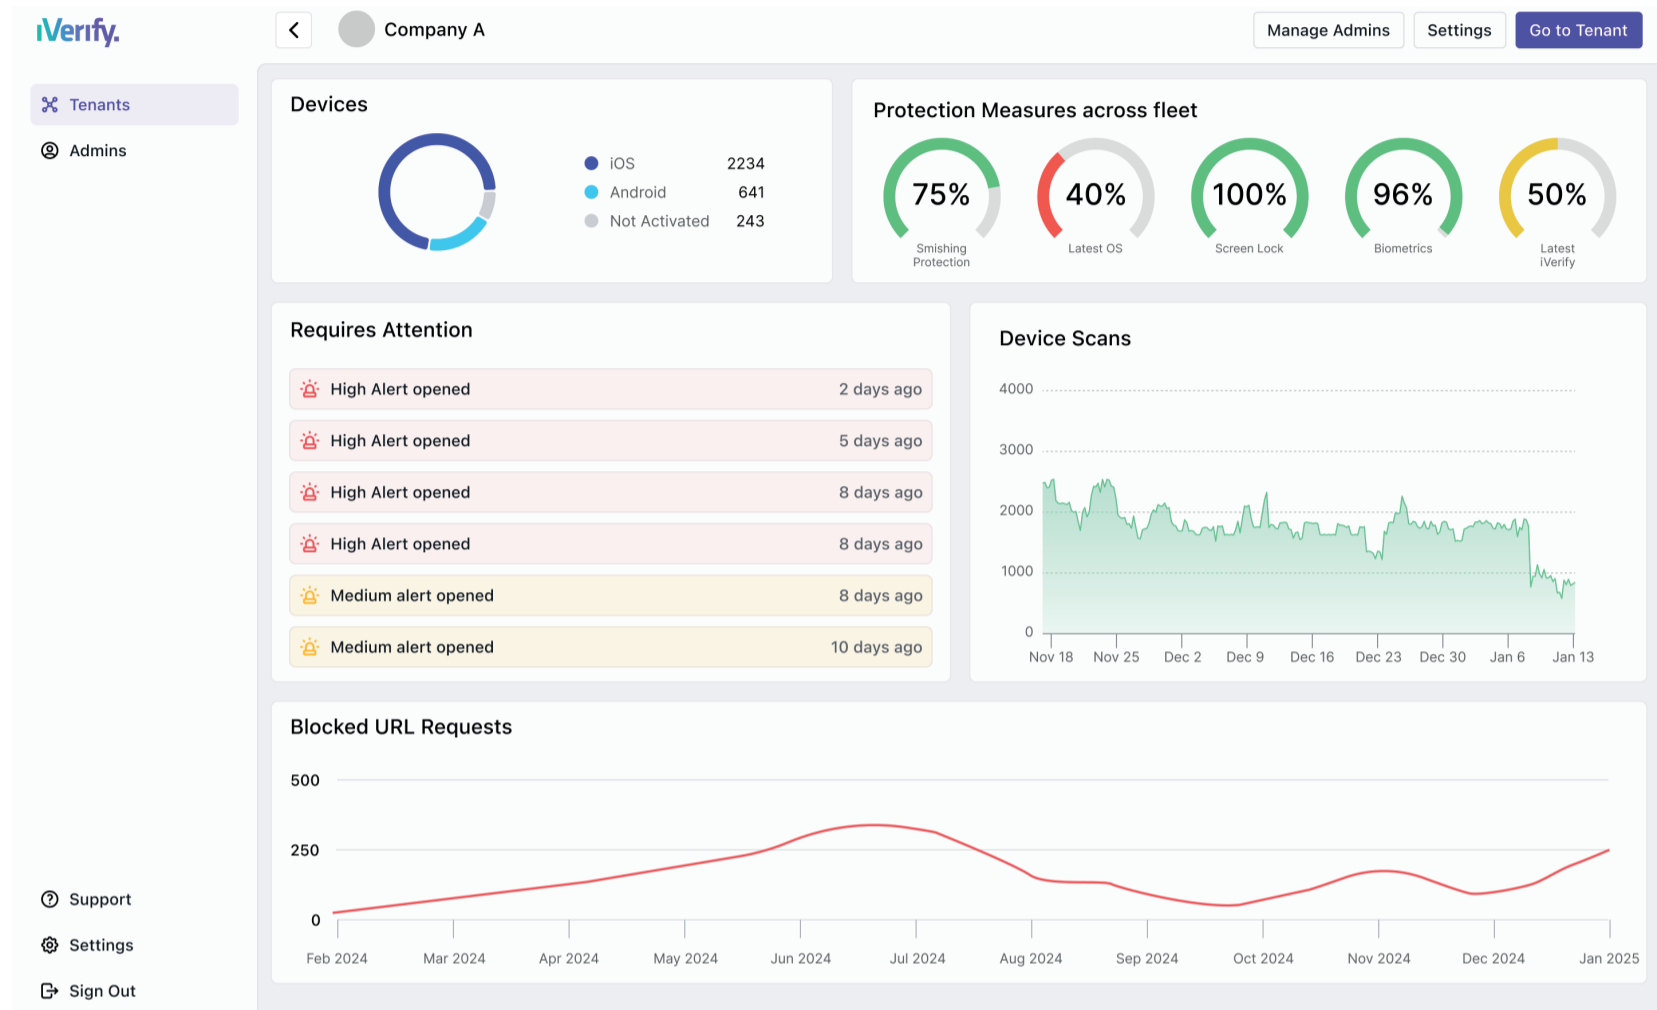 iVerify.
Company A
Manage Admins
Settings
Go to Tenant
Tenants
Admins
Devices
iOS 2234
Android 641
Not Activated 243
Protection Measures across fleet
75%
Smishing
Protection
40%
Latest OS
100%
Screen Lock
96%
Biometrics
50%
Latest
iVerify
Requires Attention
High Alert opened 2 days ago
High Alert opened 5 days ago
High Alert opened 8 days ago
High Alert opened 8 days ago
Medium alert opened 8 days ago
Medium alert opened 10 days ago
Device Scans
4000
3000
2000
1000
0
Nov 18 Nov 25 Dec 2 Dec 9 Dec 16 Dec 23 Dec 30 Jan 6 Jan 13
Blocked URL Requests
500
250
0
Feb 2024 Mar 2024 Apr 2024 May 2024 Jun 2024 Jul 2024 Aug 2024 Sep 2024 Oct 2024 Nov 2024 Dec 2024 Jan 2025
Support
Settings
Sign Out